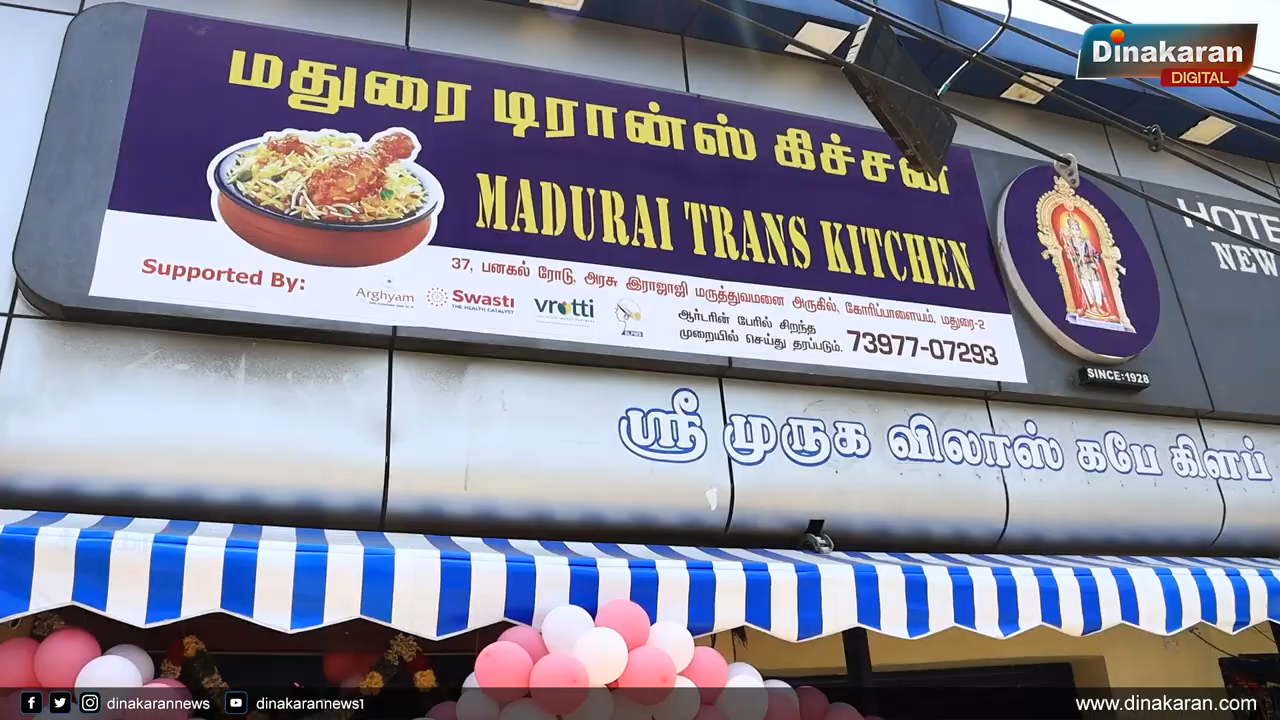 Dinakaran
DIGITAL
மதுரை டிரான்ஸ் கிச்சன்
MADURAI TRANS KITCHEN
37, பனகல் ரோடு, அரசு இராஜாஜி மருத்துவமனை அருகில், கோரிப்பாளையம், மதுரை-2
Supported By:
Arghyam
Swasti
THE HEALTH CATALYST
vrutti
ஆர்டரின் பேரில் சிறந்த
முறையில் செய்து தரப்படும்.
73977-07293
SINCE:1928
HOTE
NEW
ஸ்ரீ முருக விலாஸ் கபே கிளப்
dinakarannews
dinakarannews1
www.dinakaran.com